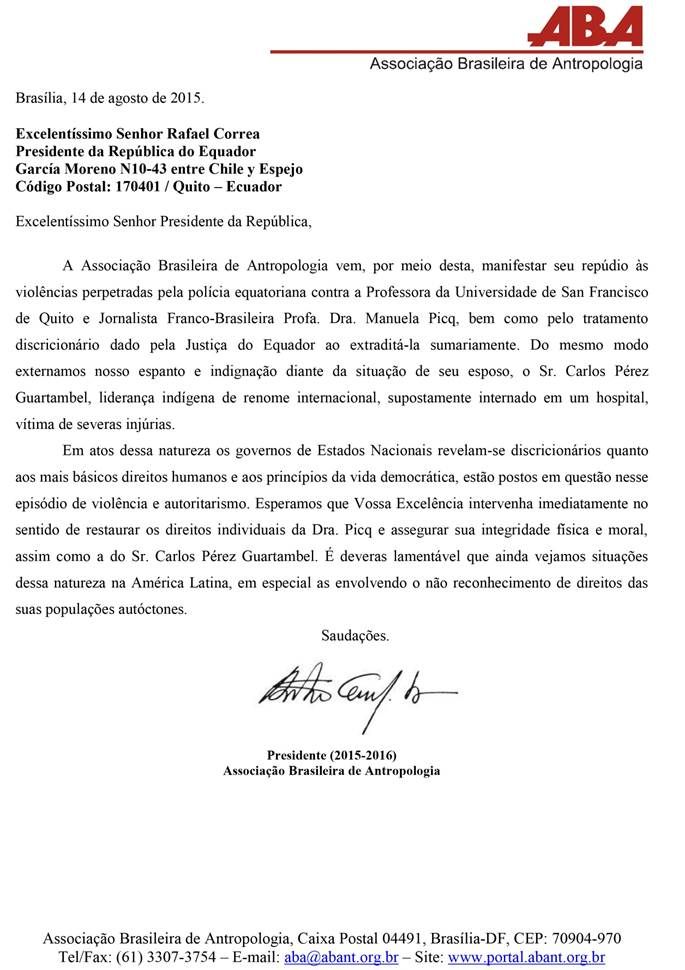 ABA
Associação Brasileira de Antropologia
Brasília, 14 de agosto de 2015.
Excelentíssimo Senhor Rafael Correa
Presidente da República do Equador
García Moreno N10-43 entre Chile y Espejo
Código Postal: 170401 / Quito – Ecuador
Excelentíssimo Senhor Presidente da República,
A Associação Brasileira de Antropologia vem, por meio desta, manifestar seu repúdio às
violências perpetradas pela polícia equatoriana contra a Professora da Universidade de San Francisco
de Quito e Jornalista Franco-Brasileira Profa. Dra. Manuela Picq, bem como pelo tratamento
discricionário dado pela Justiça do Equador ao extraditá-la sumariamente. Do mesmo modo
externamos nosso espanto e indignação diante da situação de seu esposo, o Sr. Carlos Pérez
Guartambel, liderança indígena de renome internacional, supostamente internado em um hospital,
vítima de severas injúrias.
Em atos dessa natureza os governos de Estados Nacionais revelam-se discricionários quanto
aos mais básicos direitos humanos e aos princípios da vida democrática, estão postos em questão nesse
episódio de violência e autoritarismo. Esperamos que Vossa Excelência intervenha imediatamente no
sentido de restaurar os direitos individuais da Dra. Picq e assegurar sua integridade física e moral,
assim como a do Sr. Carlos Pérez Guartambel. É deveras lamentável que ainda vejamos situações
dessa natureza na América Latina, em especial as envolvendo o não reconhecimento de direitos das
suas populações autóctones.
Saudações.
Presidente (2015-2016)
Associação Brasileira de Antropologia
Associação Brasileira de Antropologia, Caixa Postal 04491, Brasília-DF, CEP: 70904-970
Tel/Fax: (61) 3307-3754 – E-mail: aba@abant.org.br – Site: www.portal.abant.org.br